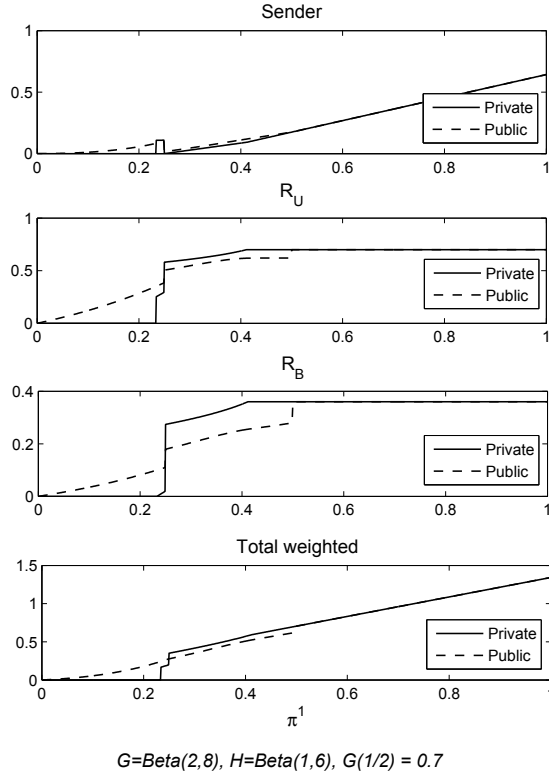 Sender
1
0.5
0
Private
Public
0 0.2 0.4 0.6 0.8 1
R_U
1
0.5
0
Private
Public
0 0.2 0.4 0.6 0.8 1
R_B
0.4
0.2
0
Private
Public
0 0.2 0.4 0.6 0.8 1
Total weighted
1.5
1
0.5
0
Private
Public
0 0.2 0.4 0.6 0.8 1
π¹
G=Beta(2,8), H=Beta(1,6), G(1/2) = 0.7